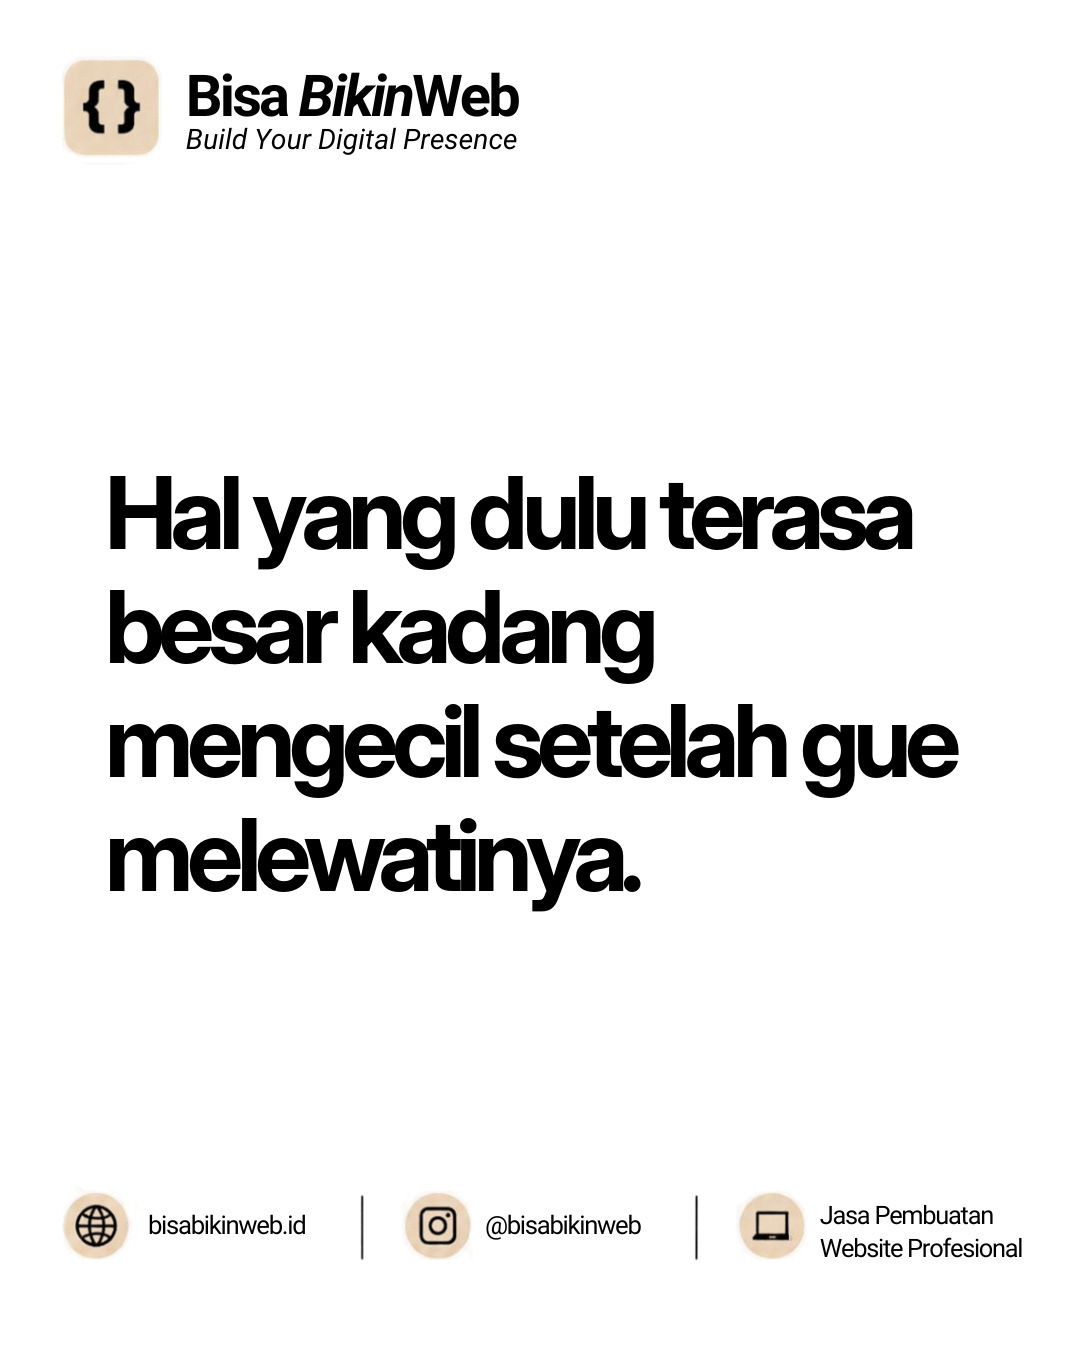 { }
Bisa BikinWeb
Build Your Digital Presence
Hal yang dulu terasa
besar kadang
mengecil setelah gue
melewatinya.
bisabikinweb.id
@bisabikinweb
Jasa Pembuatan
Website Profesional